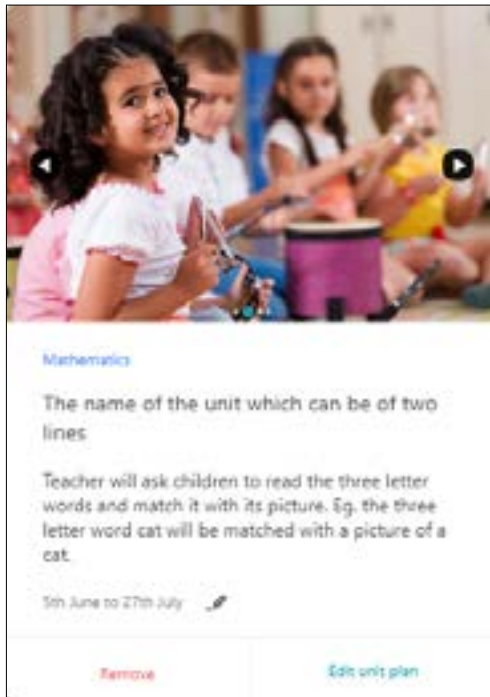 Mathematics
The name of the unit which can be of two
lines
Teacher will ask children to read the three letter
words and match it with its picture. Eg. the three
letter word cat will be matched with a picture of a
cat.
5th June to 27th July
Remove
Edit unit plan